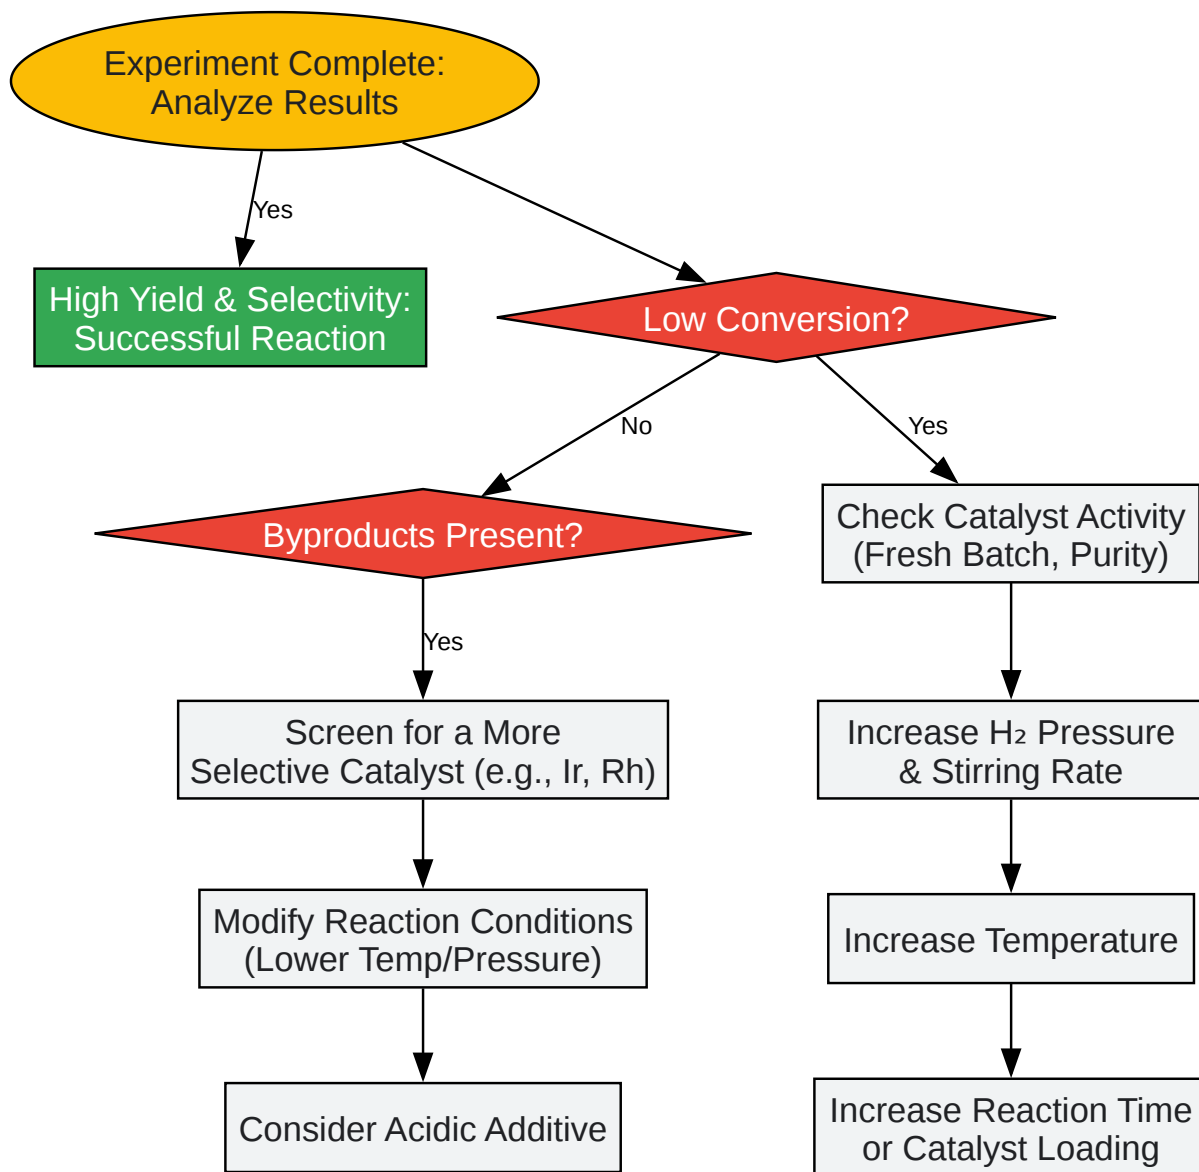 Experiment Complete:
Analyze Results
Yes
High Yield & Selectivity:
Successful Reaction
Low Conversion?
No
Yes
Byproducts Present?
Check Catalyst Activity
(Fresh Batch, Purity)
Yes
Screen for a More
Selective Catalyst (e.g., Ir, Rh)
Increase H₂ Pressure
& Stirring Rate
Modify Reaction Conditions
(Lower Temp/Pressure)
Increase Temperature
Consider Acidic Additive
Increase Reaction Time
or Catalyst Loading